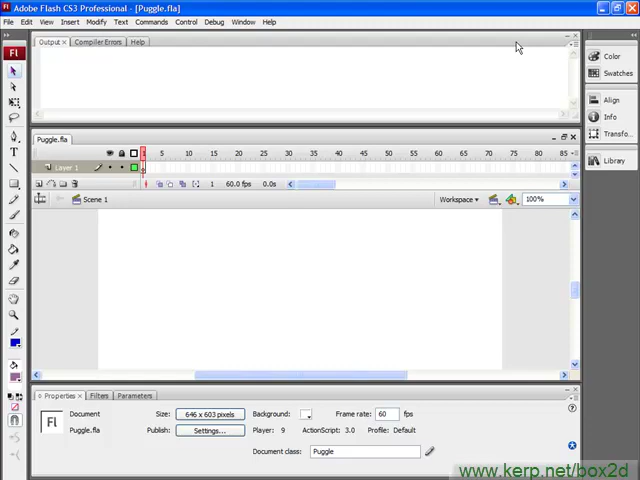 Adobe Flash CS3 Professional - [Puggle.fla]
File Edit View Insert Modify Text Commands Control Debug Window Help
Output × Compiler Errors Help
Color
Swatches
Align
Info
Transfo...
Library
Puggle.fla
1 5 10 15 20 25 30 35 40 45 50 55 60 65 70 75 80 85
Layer 1
1 60.0 fps 0.0s
Scene 1 Workspace 100%
Properties × Filters Parameters
Fl Document Size: 646 x 603 pixels Background: Frame rate: 60 fps
Puggle.fla Publish: Settings... Player: 9 ActionScript: 3.0 Profile: Default
Document class: Puggle
www.kerp.net/box2d